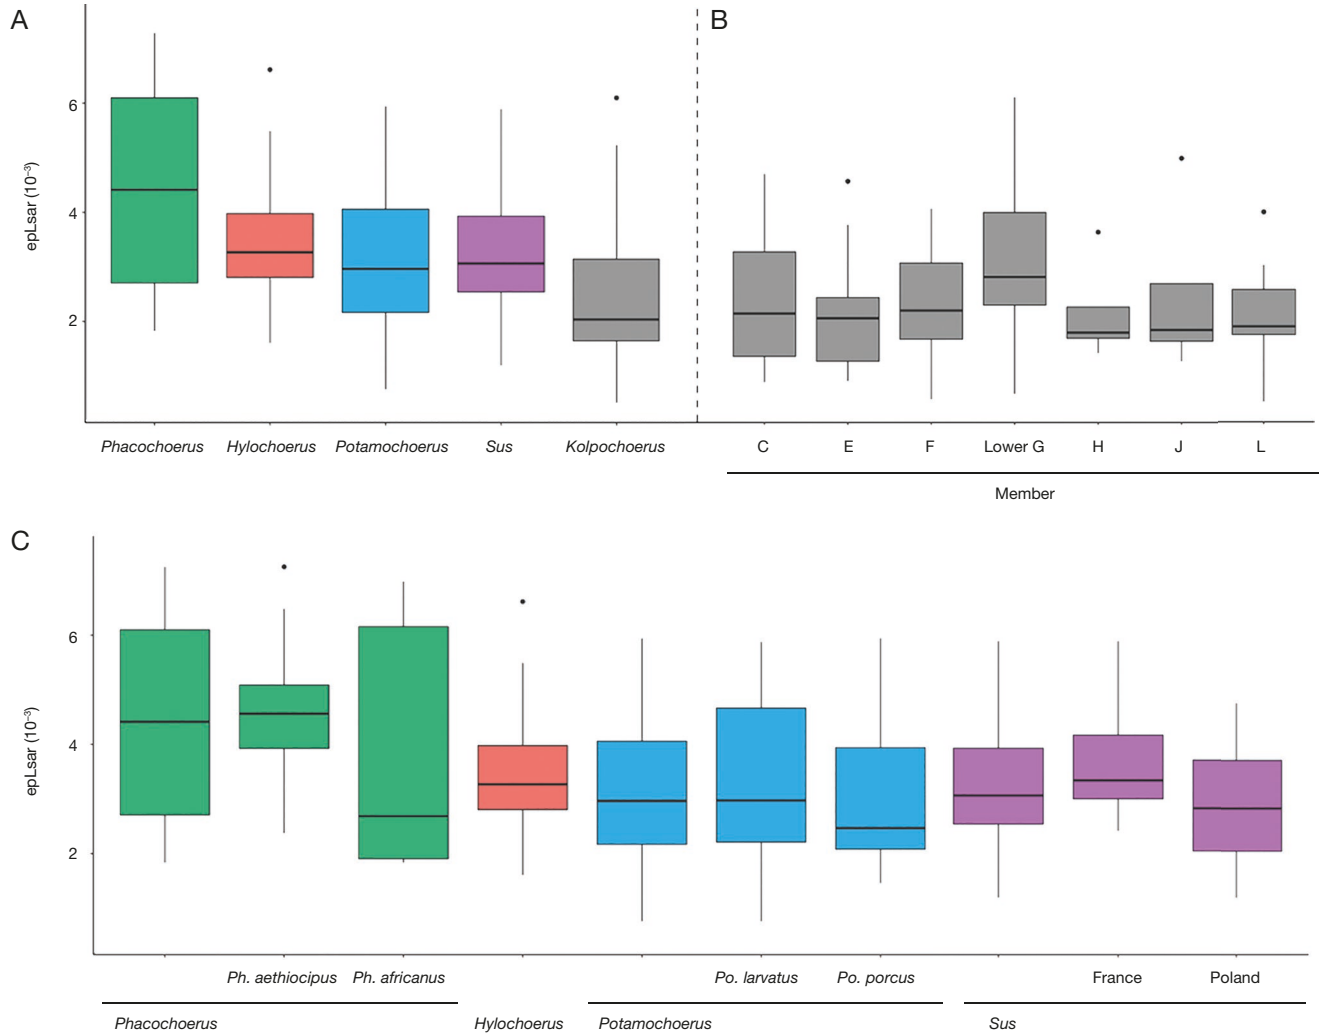 A
B
6
4
2
epLsar (10⁻³)
Phacochoerus Hylochoerus Potamochoerus Sus Kolpochoerus
C E F Lower G H J L
Member
C
6
4
2
epLsar (10⁻³)
Ph. aethiocipus Ph. africanus Po. larvatus Po. porcus France Poland
Phacochoerus Hylochoerus Potamochoerus Sus